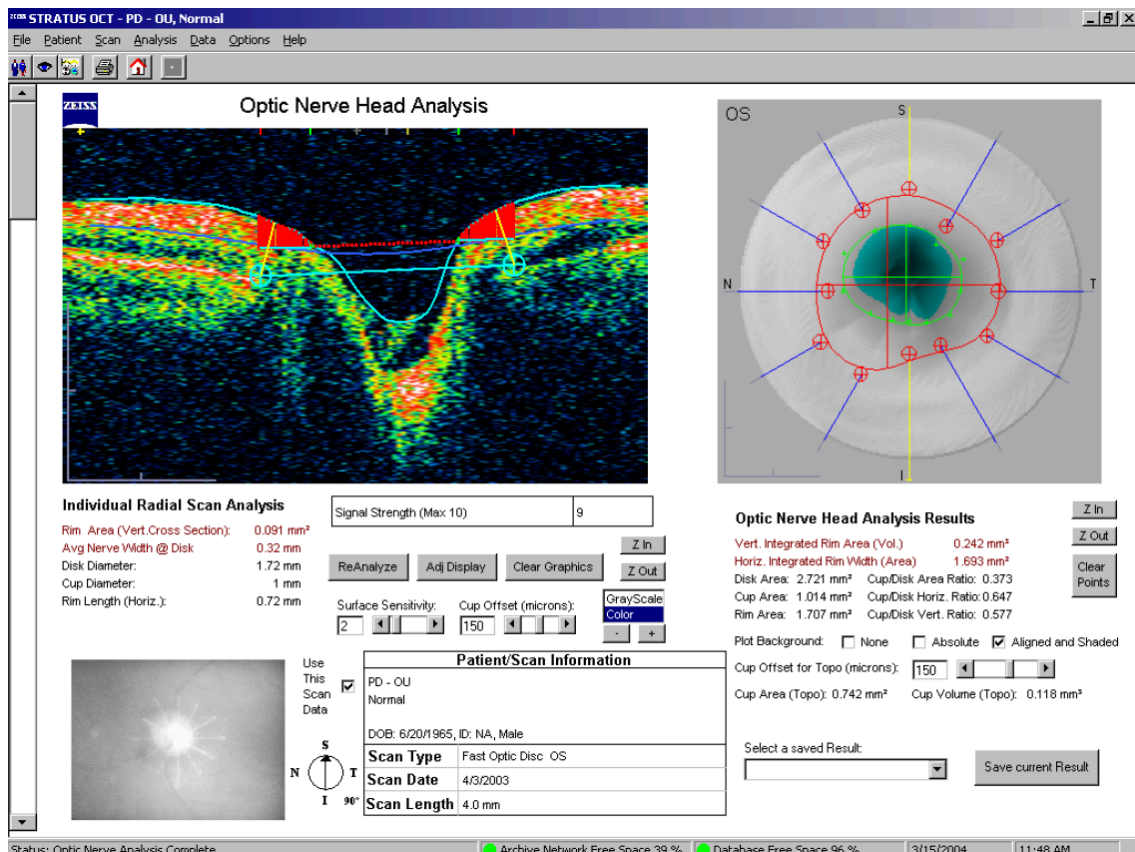 ZEISS STRATUS OCT - PD - OU, Normal
File Patient Scan Analysis Data Options Help
ZEISS
Optic Nerve Head Analysis
OS
S
N
T
I
Individual Radial Scan Analysis
Rim Area (Vert.Cross Section): 0.091 mm²
Avg Nerve Width @ Disk 0.32 mm
Disk Diameter: 1.72 mm
Cup Diameter: 1 mm
Rim Length (Horiz.): 0.72 mm
Signal Strength (Max 10) 9
Z In
Z Out
ReAnalyze Adj Display Clear Graphics
Surface Sensitivity: Cup Offset (microns):
2 150
GrayScale
Color
- +
Optic Nerve Head Analysis Results
Z In
Z Out
Clear
Points
Vert. Integrated Rim Area (Vol.) 0.242 mm³
Horiz. Integrated Rim Width (Area) 1.693 mm²
Disk Area: 2.721 mm² Cup/Disk Area Ratio: 0.373
Cup Area: 1.014 mm² Cup/Disk Horiz. Ratio: 0.647
Rim Area: 1.707 mm² Cup/Disk Vert. Ratio: 0.577
Plot Background: None Absolute Aligned and Shaded
Cup Offset for Topo (microns): 150
Cup Area (Topo): 0.742 mm² Cup Volume (Topo): 0.118 mm³
Select a saved Result:
Save current Result
Use
This
Scan
Data
S
N T
I 90°
Patient/Scan Information
PD - OU
Normal
DOB: 6/20/1965, ID: NA, Male
Scan Type Fast Optic Disc OS
Scan Date 4/3/2003
Scan Length 4.0 mm
Status: Optic Nerve Analysis Complete Archive Network Free Space 39 % Database Free Space 96 % 3/15/2004 11:48 AM